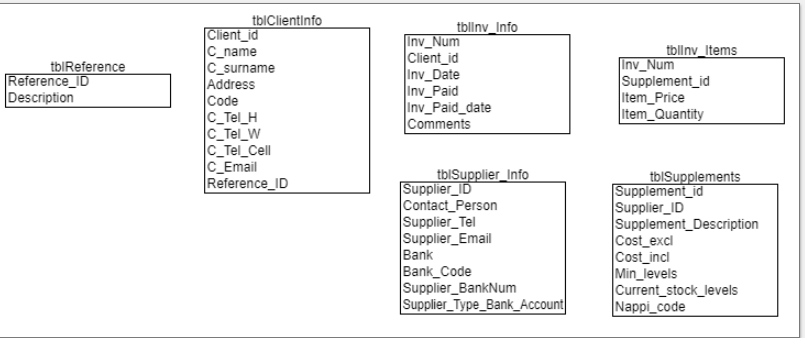 tblReference
Reference_ID
Description
tblClientInfo
Client_id
C_name
C_surname
Address
Code
C_Tel_H
C_Tel_W
C_Tel_Cell
C_Email
Reference_ID
tblInv_Info
Inv_Num
Client_id
Inv_Date
Inv_Paid
Inv_Paid_date
Comments
tblInv_Items
Inv_Num
Supplement_id
Item_Price
Item_Quantity
tblSupplier_Info
Supplier_ID
Contact_Person
Supplier_Tel
Supplier_Email
Bank
Bank_Code
Supplier_BankNum
Supplier_Type_Bank_Account
tblSupplements
Supplement_id
Supplier_ID
Supplement_Description
Cost_excl
Cost_incl
Min_levels
Current_stock_levels
Nappi_code